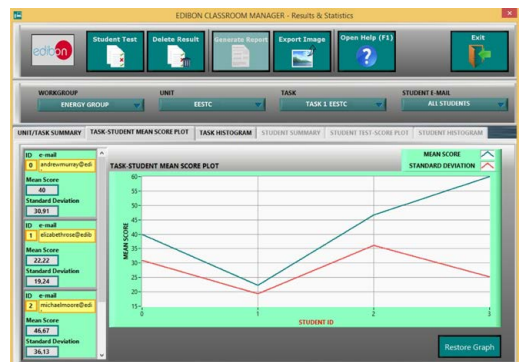 EDIBON CLASSROOM MANAGER - Results & Statistics
edibon
Student Test
Delete Result
Generate Report
Export Image
Open Help (F1)
Exit
WORKGROUP
UNIT
TASK
STUDENT E-MAIL
ENERGY GROUP
EESTC
TASK 1 EESTC
ALL STUDENTS
UNIT/TASK SUMMARY
TASK-STUDENT MEAN SCORE PLOT
TASK HISTOGRAM
STUDENT SUMMARY
STUDENT TEST-SCORE PLOT
STUDENT HISTOGRAM
ID e-mail
0 andrewmurray@edi
Mean Score
40
Standard Deviation
30,91
ID e-mail
1 elizabethrose@edib
Mean Score
22,22
Standard Deviation
19,24
ID e-mail
2 michaelmoore@edi
Mean Score
46,67
Standard Deviation
36,13
TASK-STUDENT MEAN SCORE PLOT
MEAN SCORE
STANDARD DEVIATION
MEAN SCORE
60
55
50
45
40
35
30
25
20
15
0 1 2 3
STUDENT ID
Restore Graph